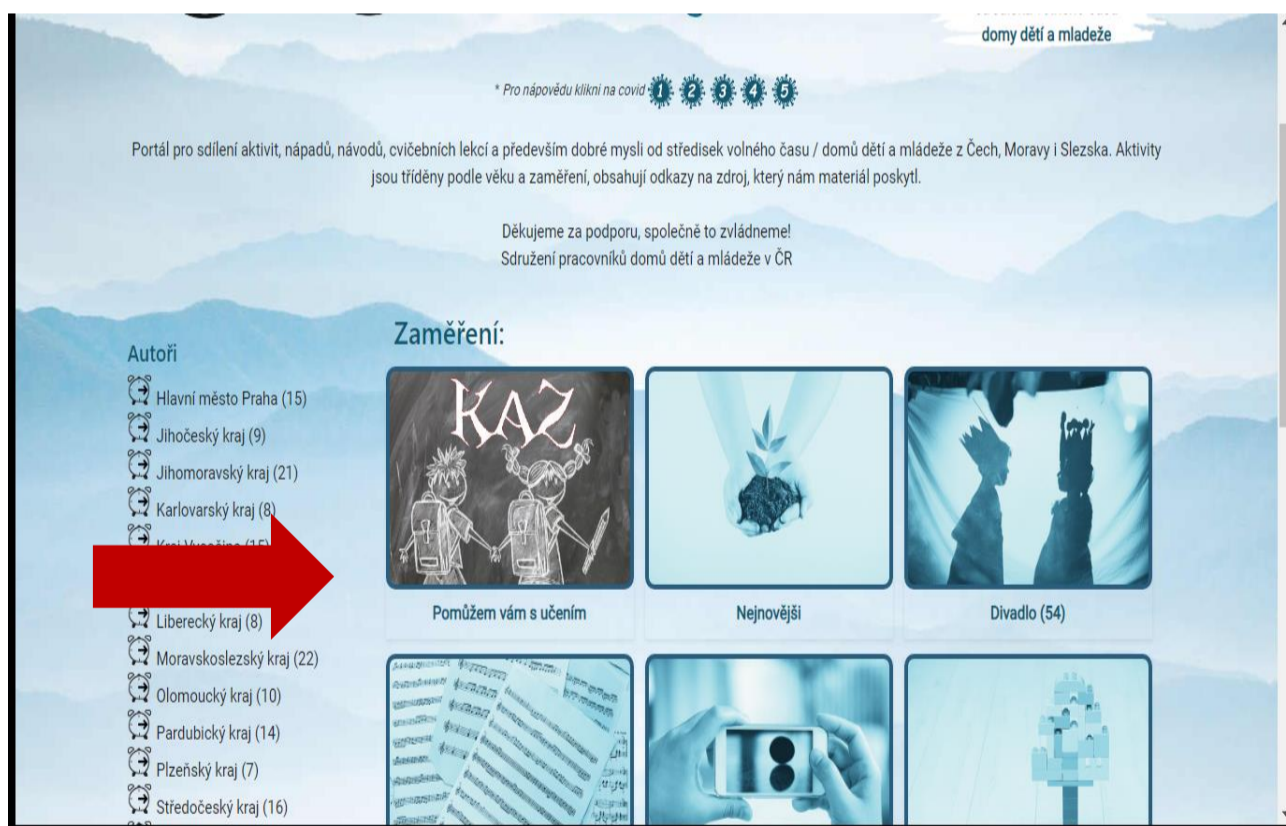 domy dětí a mladeže
* Pro nápovědu klikni na covid 1 2 3 4 5
Portál pro sdílení aktivit, nápadů, návodů, cvičebních lekcí a především dobré mysli od středisek volného času / domů dětí a mládeže z Čech, Moravy i Slezska. Aktivity
jsou tříděny podle věku a zaměření, obsahují odkazy na zdroj, který nám materiál poskytl.
Děkujeme za podporu, společně to zvládneme!
Sdružení pracovníků domů dětí a mládeže v ČR
Autoři
Hlavní město Praha (15)
Jihočeský kraj (9)
Jihomoravský kraj (21)
Karlovarský kraj (8)
Kraj Vysočina (15)
Liberecký kraj (8)
Moravskoslezský kraj (22)
Olomoucký kraj (10)
Pardubický kraj (14)
Plzeňský kraj (7)
Středočeský kraj (16)
Zaměření:
KAZ
Pomůžem vám s učením
Nejnovějši
Divadlo (54)